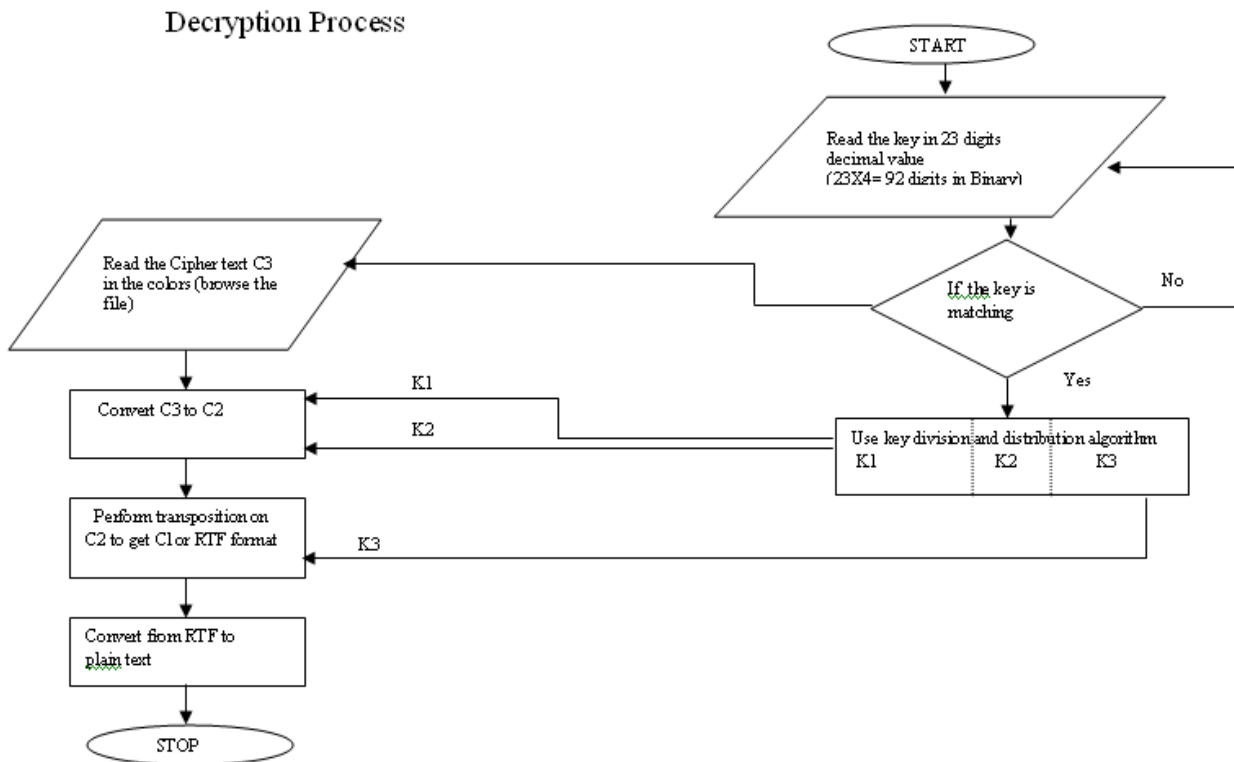 Decryption Process
START
Read the key in 23 digits
decimal value
(23X4= 92 digits in Binary)
Read the Cipher text C3
in the colors (browse the
file)
If the key is
matching
No
Yes
K1
Convert C3 to C2
K2
Use key division and distribution algorithm
K1 K2 K3
Perform transposition on
C2 to get C1 or RTF format
K3
Convert from RTF to
plain text
STOP